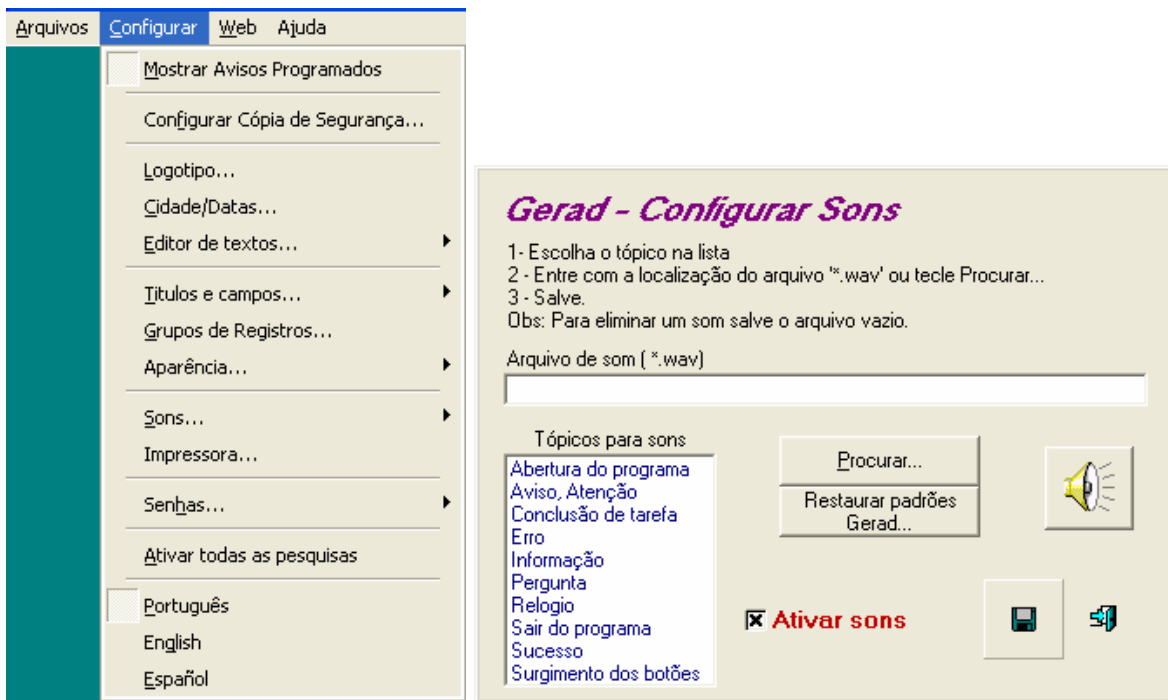 Arquivos Configurar Web Ajuda
Mostrar Avisos Programados
Configurar Cópia de Segurança...
Logotipo...
Cidade/Datas...
Editor de textos...
Titulos e campos...
Grupos de Registros...
Aparência...
Sons...
Impressora...
Senhas...
Ativar todas as pesquisas
Português
English
Español
Gerad - Configurar Sons
1- Escolha o tópico na lista
2 - Entre com a localização do arquivo '*.wav' ou tecle Procurar...
3 - Salve.
Obs: Para eliminar um som salve o arquivo vazio.
Arquivo de som ( *.wav)
Tópicos para sons
Abertura do programa
Aviso, Atenção
Conclusão de tarefa
Erro
Informação
Pergunta
Relogio
Sair do programa
Sucesso
Surgimento dos botões
Procurar...
Restaurar padrões
Gerad...
Ativar sons